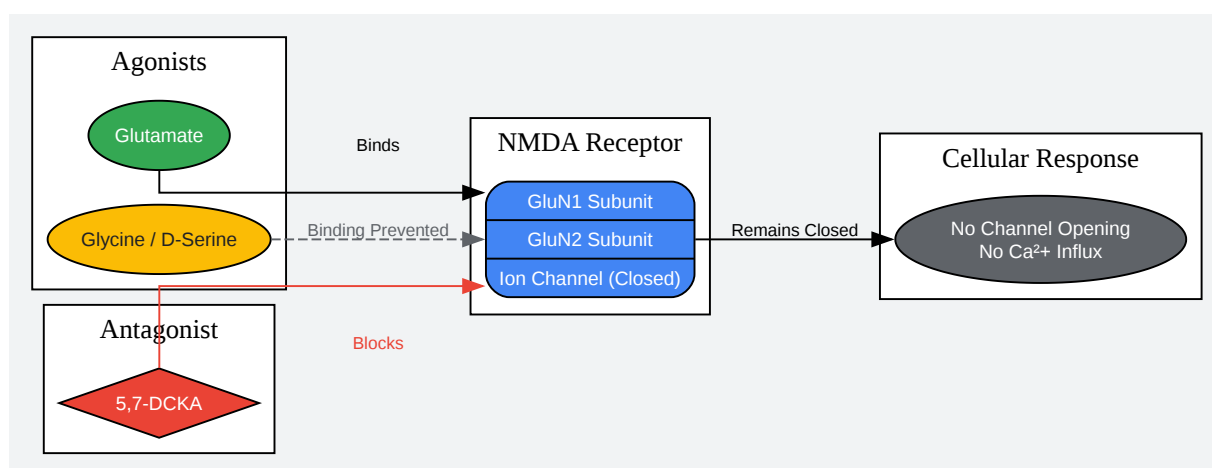 Agonists
Glutamate
Glycine / D-Serine
Binds
Binding Prevented
NMDA Receptor
GluN1 Subunit
GluN2 Subunit
Ion Channel (Closed)
Remains Closed
Cellular Response
No Channel Opening
No Ca²+ Influx
Antagonist
5,7-DCKA
Blocks